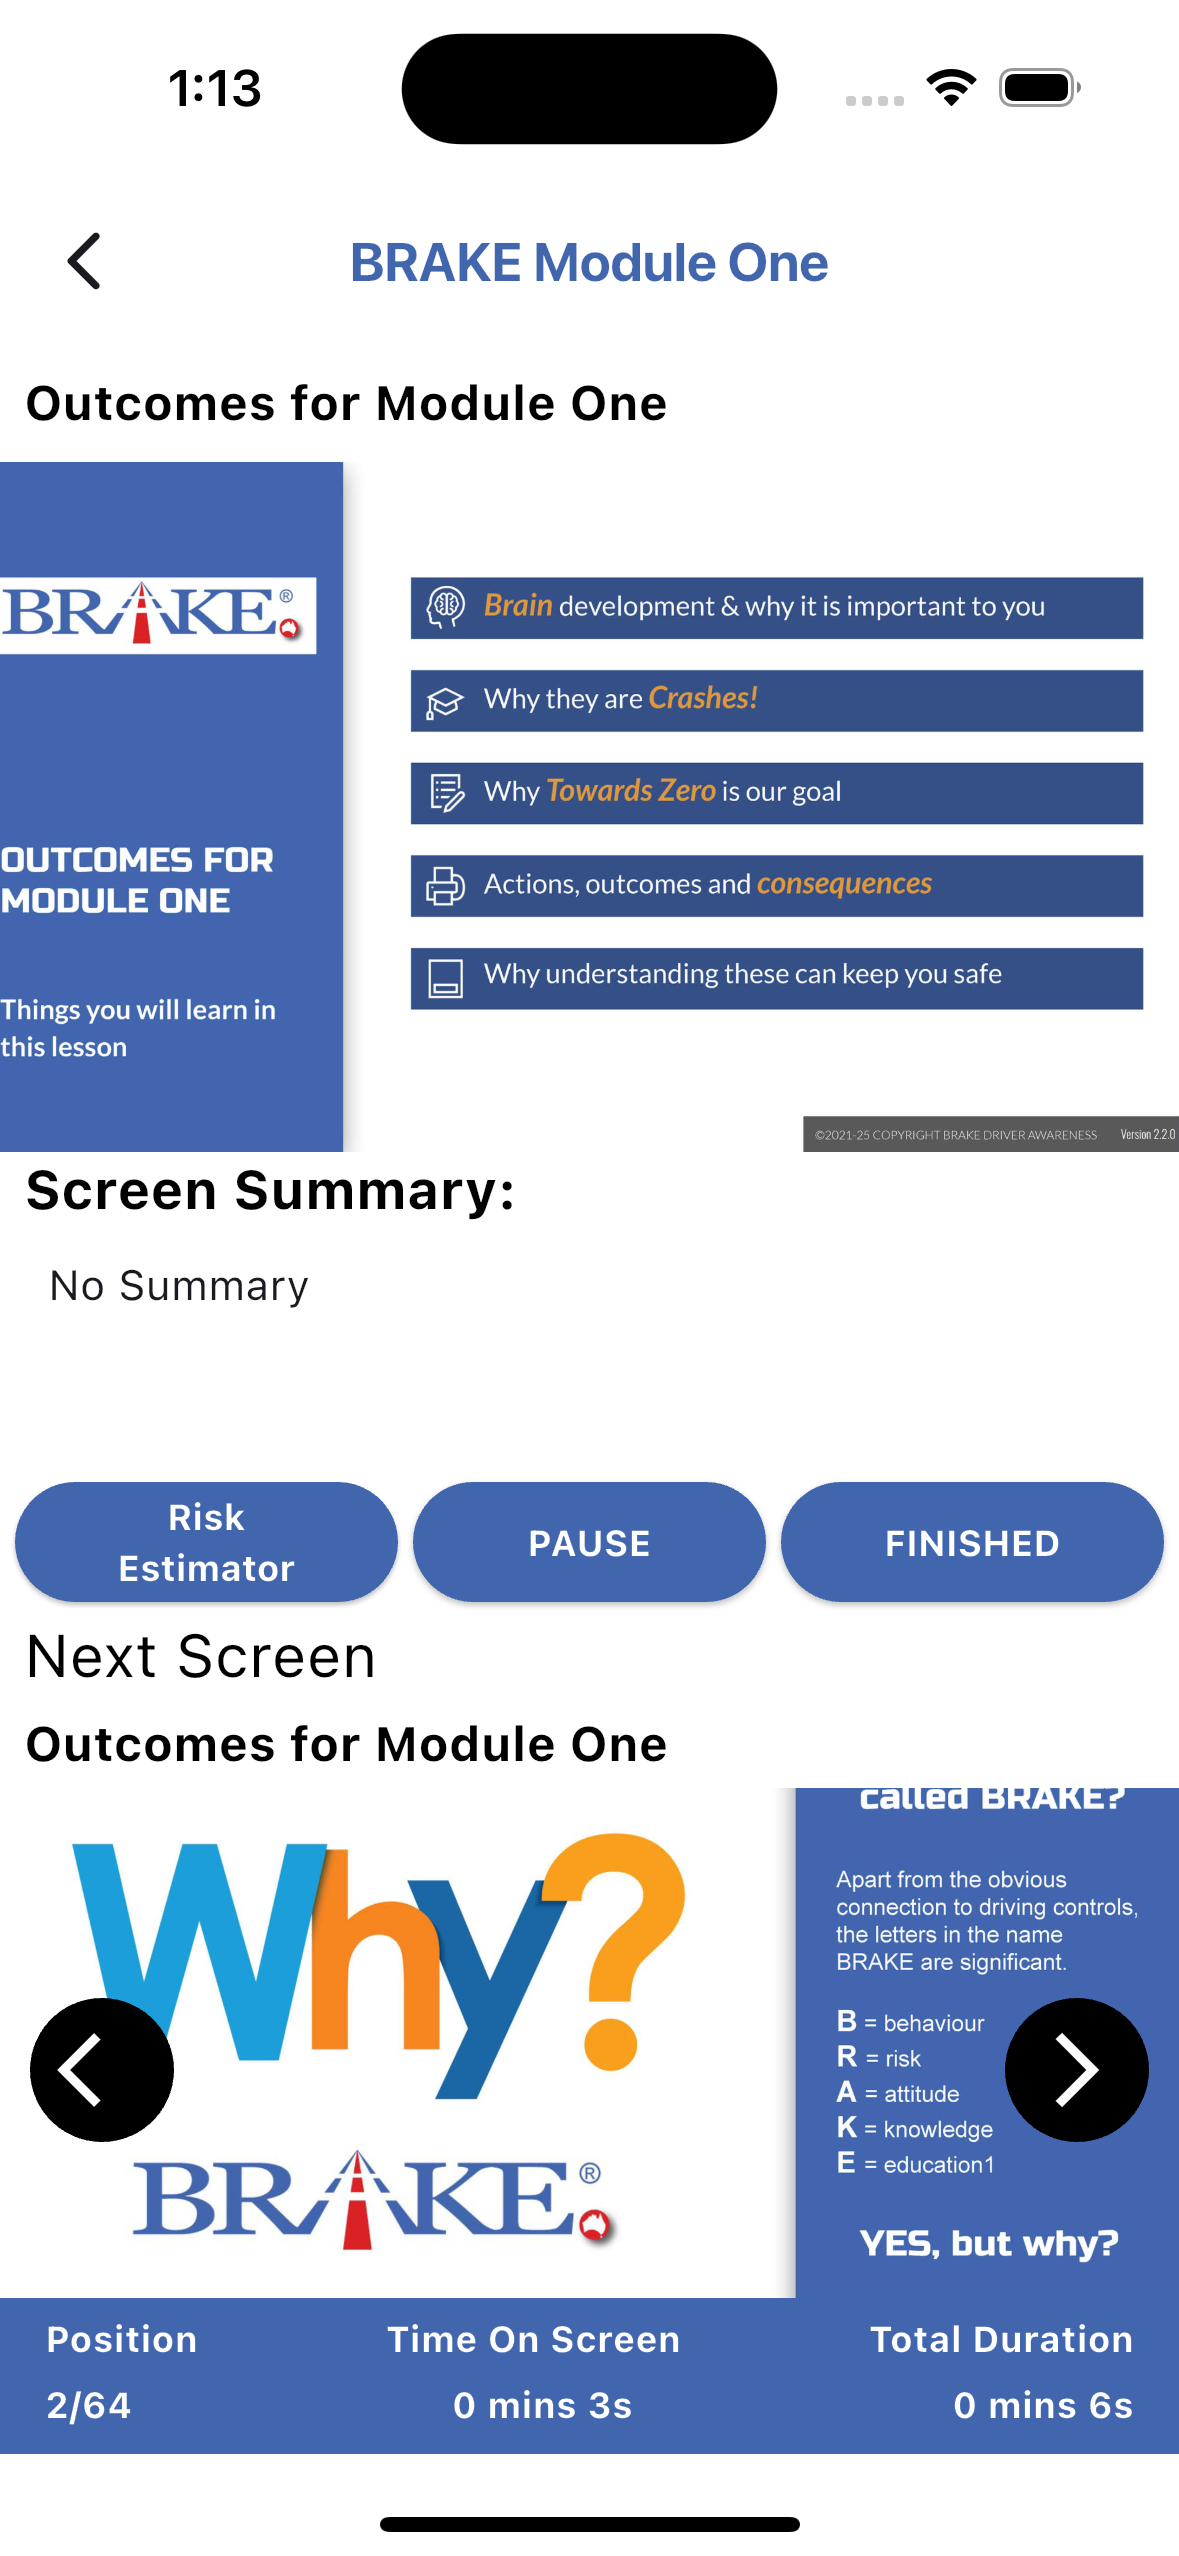 1:13
BRAKE Module One
Outcomes for Module One
BRAKE®
OUTCOMES FOR
MODULE ONE
Things you will learn in
this lesson
Brain development & why it is important to you
Why they are Crashes!
Why Towards Zero is our goal
Actions, outcomes and consequences
Why understanding these can keep you safe
©2021-25 COPYRIGHT BRAKE DRIVER AWARENESS Version 2.2.0
Screen Summary:
No Summary
Risk
Estimator
PAUSE
FINISHED
Next Screen
Outcomes for Module One
Why?
BRAKE®
called BRAKE?
Apart from the obvious
connection to driving controls,
the letters in the name
BRAKE are significant.
B = behaviour
R = risk
A = attitude
K = knowledge
E = education1
YES, but why?
Position Time On Screen Total Duration
2/64 0 mins 3s 0 mins 6s